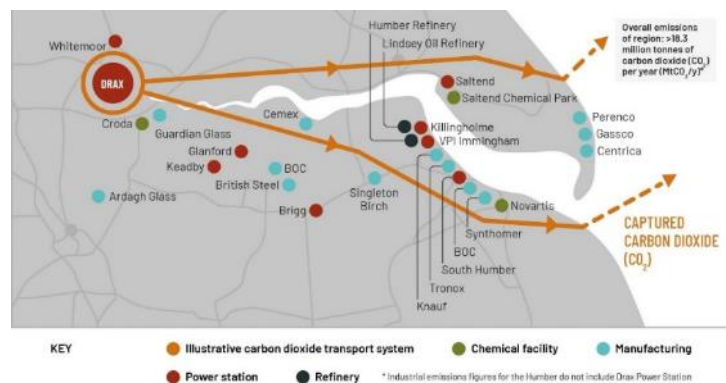 Humber Refinery
Lindsey Oil Refinery
Overall emissions
of region: >18.3
million tonnes of
carbon dioxide (CO₂)
per year (MtCO₂/y)*
Whitemoor
DRAX
Saltend
Saltend Chemical Park
Cemex
Croda
Guardian Glass
Killingholme
VPI Immingham
Perenco
Gassco
Centrica
Glanford
Keadby
BOC
British Steel
Ardagh Glass
Singleton
Birch
Brigg
Novartis
Synthomer
BOC
South Humber
Tronox
Knauf
CAPTURED
CARBON DIOXIDE
(CO₂)
KEY
Illustrative carbon dioxide transport system
Chemical facility
Manufacturing
Power station
Refinery
* Industrial emissions figures for the Humber do not include Drax Power Station